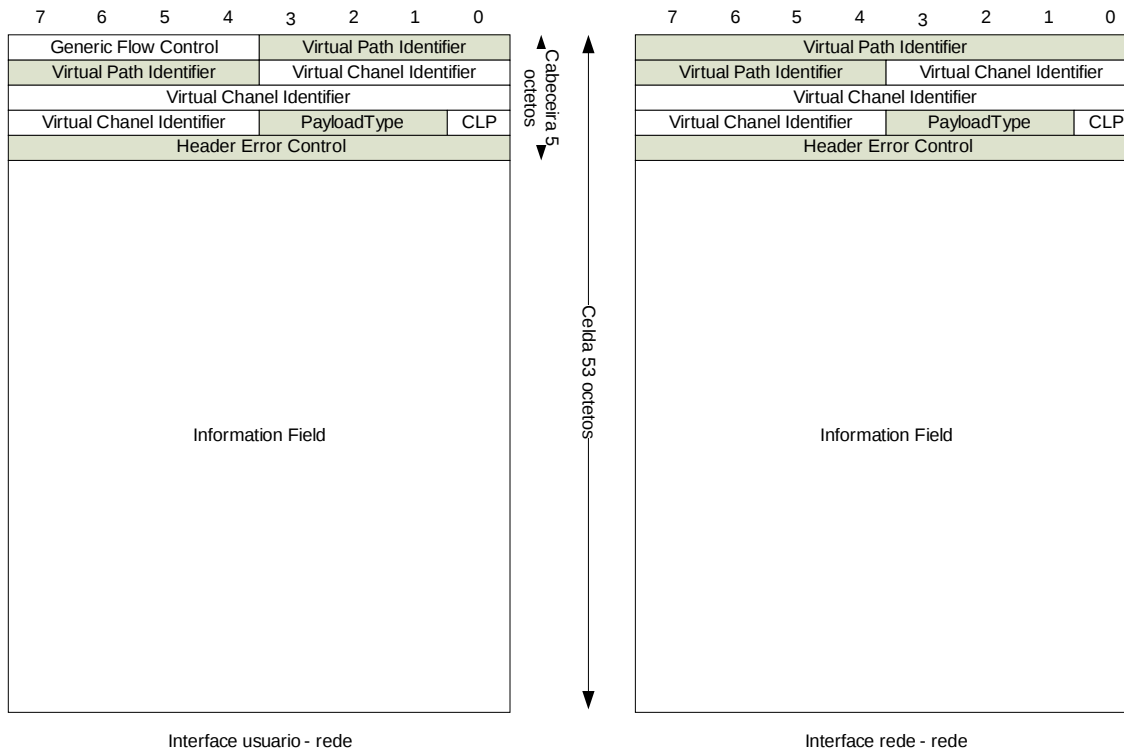 7 6 5 4 3 2 1 0
Generic Flow Control Virtual Path Identifier
Virtual Path Identifier Virtual Chanel Identifier
Virtual Chanel Identifier
Virtual Chanel Identifier PayloadType CLP
Header Error Control
Information Field
Interface usuario - rede
Cabeceira 5
octetos
Celda 53 octetos
7 6 5 4 3 2 1 0
Virtual Path Identifier
Virtual Path Identifier Virtual Chanel Identifier
Virtual Chanel Identifier
Virtual Chanel Identifier PayloadType CLP
Header Error Control
Information Field
Interface rede - rede